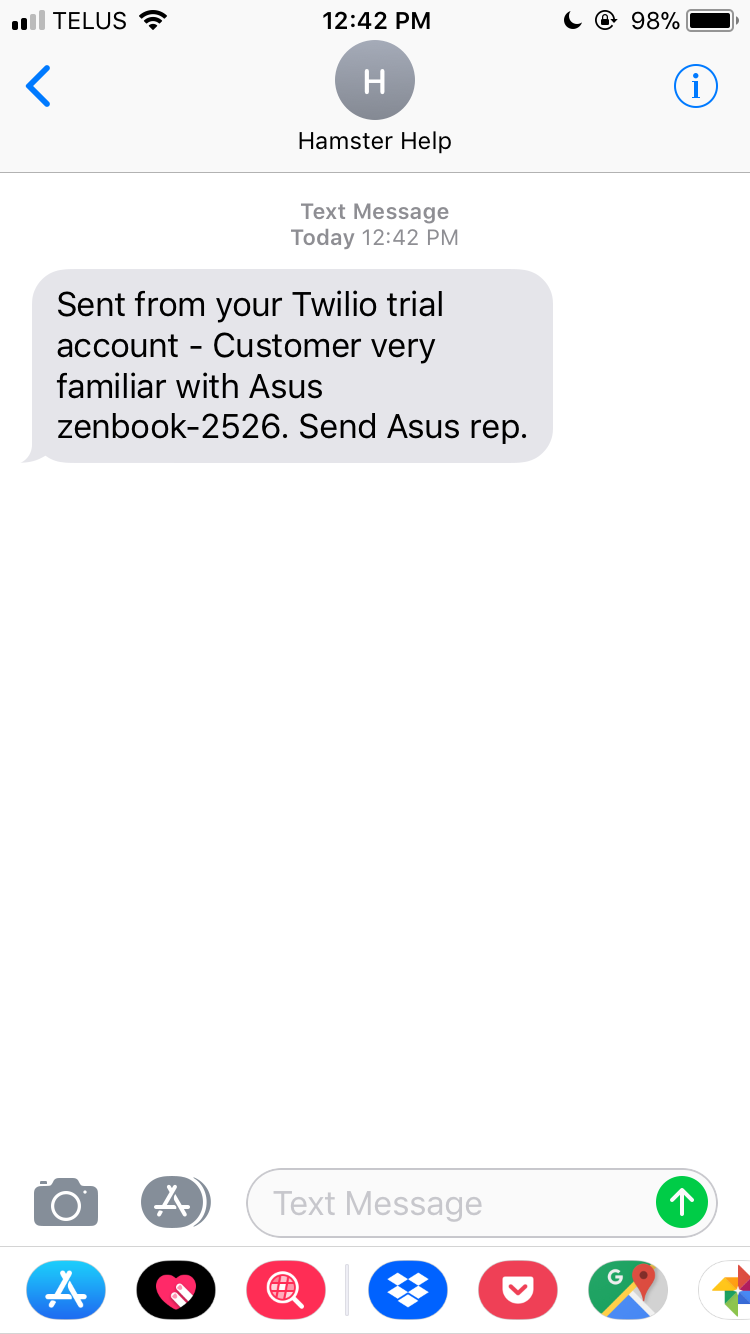 TELUS 12:42 PM 98%
H
i
Hamster Help
Text Message
Today 12:42 PM
Sent from your Twilio trial
account - Customer very
familiar with Asus
zenbook-2526. Send Asus rep.
Text Message
G